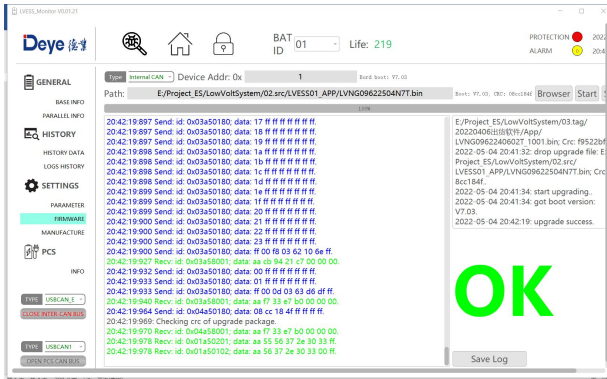 LVESS_Monitor V0.01.21
Deye 德業
BAT ID 01
Life: 219
PROTECTION
ALARM
2022
20:4
GENERAL
BASE INFO
PARALLEL INFO
HISTORY
HISTORY DATA
LOGS HISTORY
SETTINGS
PARAMETER
FIRMWARE
MANUFACTURE
PCS
INFO
TYPE USBCAN_E
CLOSE INTER-CAN BUS
TYPE USBCAN1
OPEN PCS CAN BUS
Type Internal CAN Device Addr: 0x 1 Bord boot: V7.03
Path: E:/Project_ES/LowVoltSystem/02.src/LVESS01_APP/LVNG09622504N7T.bin Boot: V7.03, CRC: 08cc184f Browser Start S
100%
20:42:19:897 Send: id: 0x03a50180; data: 17 ff ff ff ff ff ff ff.
20:42:19:897 Send: id: 0x03a50180; data: 18 ff ff ff ff ff ff ff.
20:42:19:897 Send: id: 0x03a50180; data: 19 ff ff ff ff ff ff ff.
20:42:19:899 Send: id: 0x03a50180; data: 1a ff ff ff ff ff ff ff.
20:42:19:898 Send: id: 0x03a50180; data: 1b ff ff ff ff ff ff ff.
20:42:19:898 Send: id: 0x03a50180; data: 1c ff ff ff ff ff ff ff.
20:42:19:898 Send: id: 0x03a50180; data: 1d ff ff ff ff ff ff ff.
20:42:19:899 Send: id: 0x03a50180; data: 1e ff ff ff ff ff ff ff.
20:42:19:899 Send: id: 0x03a50180; data: 1f ff ff ff ff ff ff ff.
20:42:19:899 Send: id: 0x03a50180; data: 20 ff ff ff ff ff ff ff.
20:42:19:900 Send: id: 0x03a50180; data: 21 ff ff ff ff ff ff ff.
20:42:19:900 Send: id: 0x03a50180; data: 22 ff ff ff ff ff ff ff.
20:42:19:900 Send: id: 0x03a50180; data: 23 ff ff ff ff ff ff ff.
20:42:19:900 Send: id: 0x03a50180; data: ff 00 f8 03 62 10 6e ff.
20:42:19:927 Recv: id: 0x03a58001; data: aa cb 94 21 c7 00 00 00.
20:42:19:932 Send: id: 0x03a50180; data: 00 ff ff ff ff ff ff ff.
20:42:19:933 Send: id: 0x03a50180; data: 01 ff ff ff ff ff ff ff.
20:42:19:933 Send: id: 0x03a50180; data: ff 00 0d 03 63 d6 df ff.
20:42:19:940 Recv: id: 0x03a58001; data: aa f7 33 e7 b0 00 00 00.
20:42:19:964 Send: id: 0x04a50180; data: 08 cc 18 4f ff ff ff ff.
20:42:19:969: Checking crc of upgrade package.
20:42:19:970 Recv: id: 0x04a58001; data: aa f7 33 e7 b0 00 00 00.
20:42:19:978 Recv: id: 0x01a50201; data: aa 55 56 37 2e 30 33 ff.
20:42:19:978 Recv: id: 0x01a50102; data: aa 56 37 2e 30 33 00 ff.
E:/Project_ES/LowVoltSystem/03.tag/
LVNG09662240602T_1001.bin; Crc: f9522bf
2022-05-04 20:41:32: drop upgrade file: E:
Project_ES/LowVoltSystem/02.src/
LVESS01_APP/LVNG09622504N7T.bin; Crc
8cc184f..
2022-05-04 20:41:34: start upgrading..
2022-05-04 20:41:34: got boot version:
V7.03.
2022-05-04 20:42:19: upgrade success.
OK
Save Log